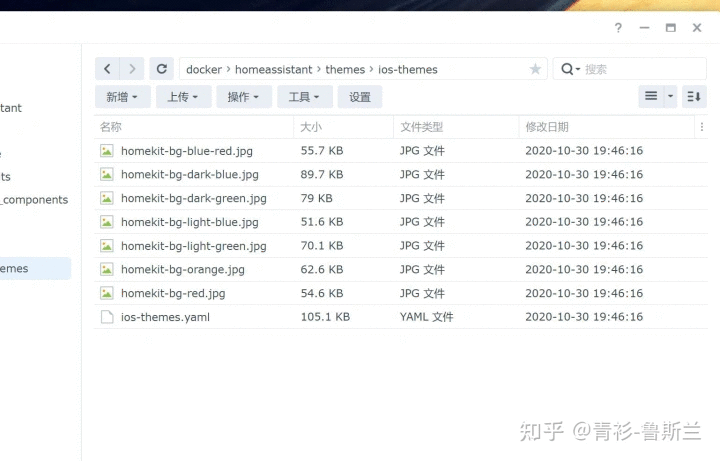 docker › homeassistant › themes › ios-themes
搜索
新增 上传 操作 工具 设置
名称 大小 文件类型 修改日期
homekit-bg-blue-red.jpg 55.7 KB JPG 文件 2020-10-30 19:46:16
homekit-bg-dark-blue.jpg 89.7 KB JPG 文件 2020-10-30 19:46:16
homekit-bg-dark-green.jpg 79 KB JPG 文件 2020-10-30 19:46:16
homekit-bg-light-blue.jpg 51.6 KB JPG 文件 2020-10-30 19:46:16
homekit-bg-light-green.jpg 70.1 KB JPG 文件 2020-10-30 19:46:16
homekit-bg-orange.jpg 62.6 KB JPG 文件 2020-10-30 19:46:16
homekit-bg-red.jpg 54.6 KB JPG 文件 2020-10-30 19:46:16
ios-themes.yaml 105.1 KB YAML 文件 2020-10-30 19:46:16
tant
ts
_components
emes
知乎 @青衫-鲁斯兰